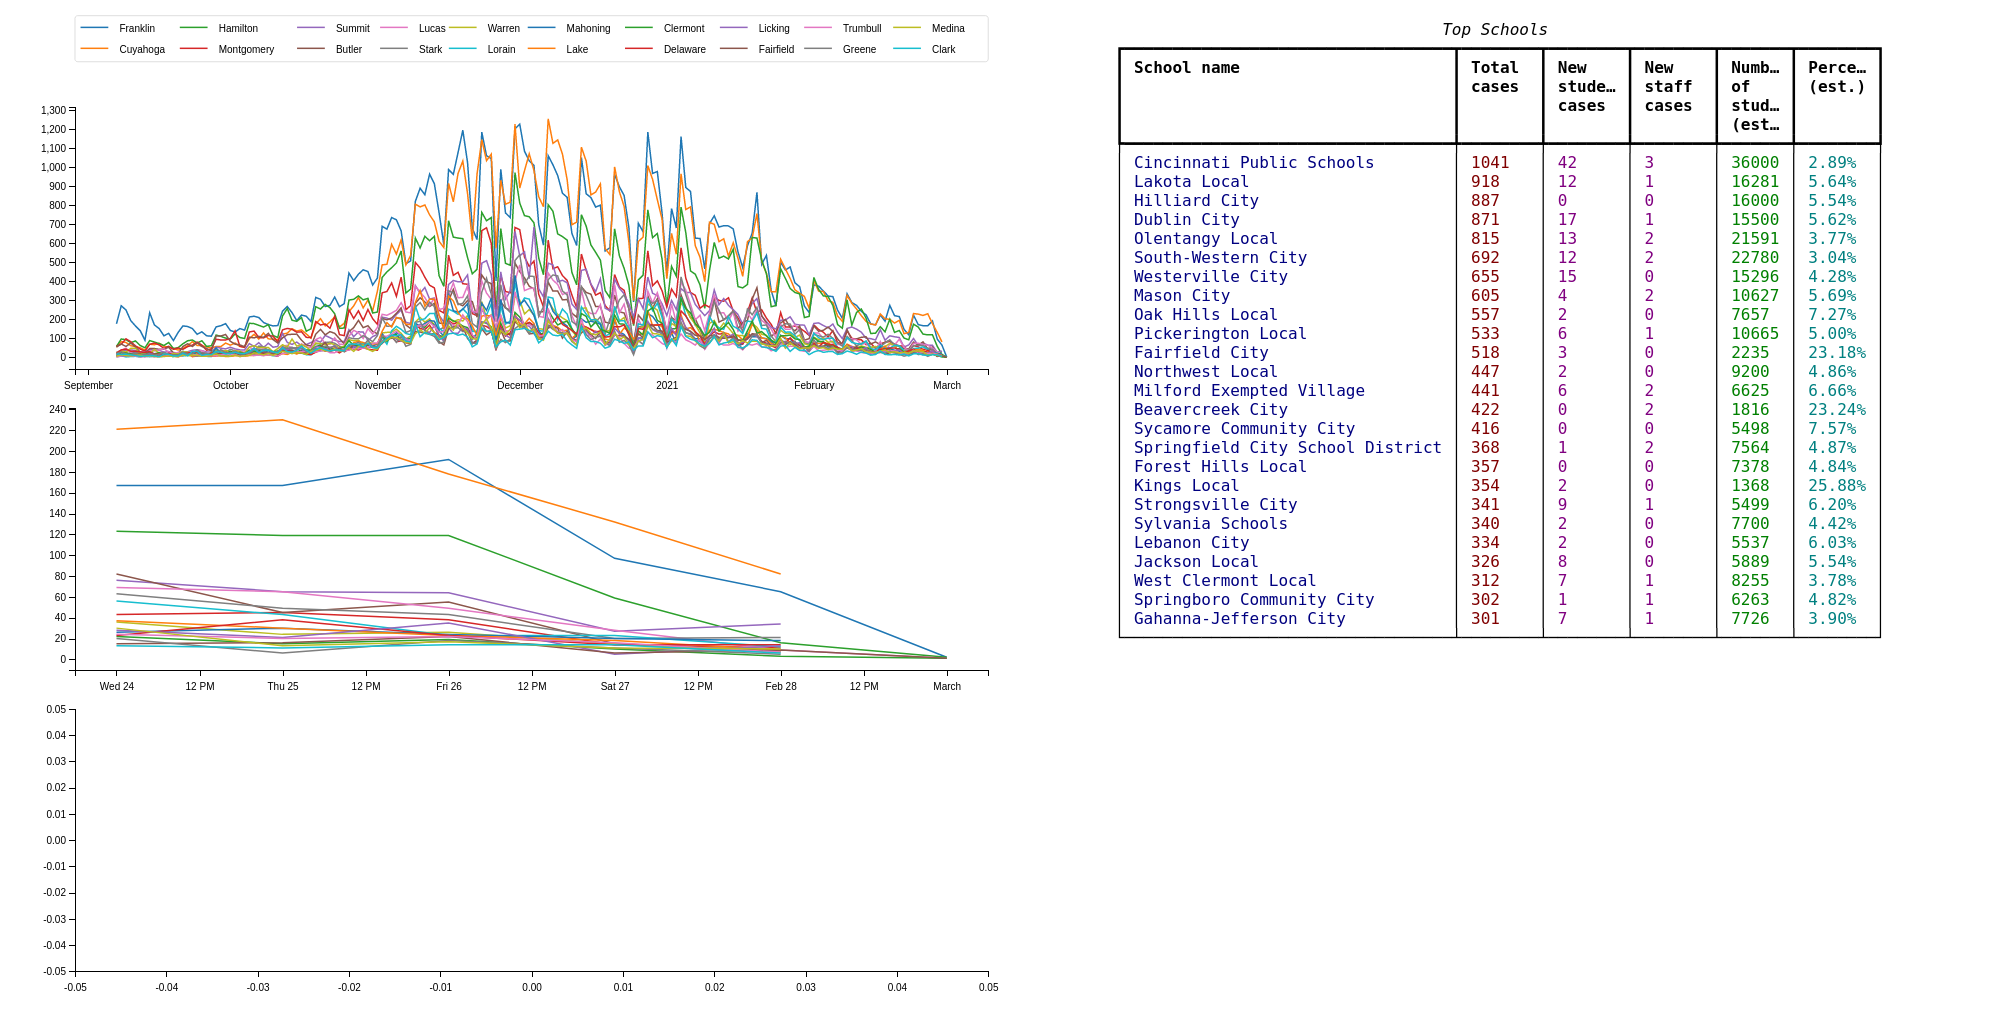 Franklin Hamilton Summit Lucas Warren Mahoning Clermont Licking Trumbull Medina
Cuyahoga Montgomery Butler Stark Lorain Lake Delaware Fairfield Greene Clark
1,300
1,200
1,100
1,000
900
800
700
600
500
400
300
200
100
0
September October November December 2021 February March
240
220
200
180
160
140
120
100
80
60
40
20
0
Wed 24 12 PM Thu 25 12 PM Fri 26 12 PM Sat 27 12 PM Feb 28 12 PM March
0.05
0.04
0.03
0.02
0.01
0.00
-0.01
-0.02
-0.03
-0.04
-0.05
-0.05 -0.04 -0.03 -0.02 -0.01 0.00 0.01 0.02 0.03 0.04 0.05
Top Schools
School name Total New New Numb… Perce…
cases stude… staff of (est.)
cases cases stud…
(est…
Cincinnati Public Schools 1041 42 3 36000 2.89%
Lakota Local 918 12 1 16281 5.64%
Hilliard City 887 0 0 16000 5.54%
Dublin City 871 17 1 15500 5.62%
Olentangy Local 815 13 2 21591 3.77%
South-Western City 692 12 2 22780 3.04%
Westerville City 655 15 0 15296 4.28%
Mason City 605 4 2 10627 5.69%
Oak Hills Local 557 2 0 7657 7.27%
Pickerington Local 533 6 1 10665 5.00%
Fairfield City 518 3 0 2235 23.18%
Northwest Local 447 2 0 9200 4.86%
Milford Exempted Village 441 6 2 6625 6.66%
Beavercreek City 422 0 2 1816 23.24%
Sycamore Community City 416 0 0 5498 7.57%
Springfield City School District 368 1 2 7564 4.87%
Forest Hills Local 357 0 0 7378 4.84%
Kings Local 354 2 0 1368 25.88%
Strongsville City 341 9 1 5499 6.20%
Sylvania Schools 340 2 0 7700 4.42%
Lebanon City 334 2 0 5537 6.03%
Jackson Local 326 8 0 5889 5.54%
West Clermont Local 312 7 1 8255 3.78%
Springboro Community City 302 1 1 6263 4.82%
Gahanna-Jefferson City 301 7 1 7726 3.90%